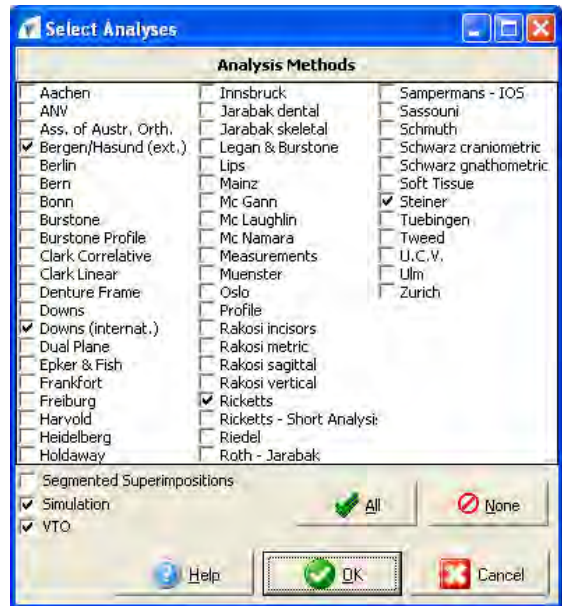 Select Analyses
Analysis Methods
Aachen
ANV
Ass. of Austr. Orth.
Bergen/Hasund (ext.)
Berlin
Bern
Bonn
Burstone
Burstone Profile
Clark Correlative
Clark Linear
Denture Frame
Downs
Downs (internat.)
Dual Plane
Epker & Fish
Frankfort
Freiburg
Harvold
Heidelberg
Holdaway
Innsbruck
Jarabak dental
Jarabak skeletal
Legan & Burstone
Lips
Mainz
Mc Gann
Mc Laughlin
Mc Namara
Measurements
Muenster
Oslo
Profile
Rakosi incisors
Rakosi metric
Rakosi sagittal
Rakosi vertical
Ricketts
Ricketts - Short Analysis
Riedel
Roth - Jarabak
Sampermans - IOS
Sassouni
Schmuth
Schwarz craniometric
Schwarz gnathometric
Soft Tissue
Steiner
Tuebingen
Tweed
U.C.V.
Ulm
Zurich
Segmented Superimpositions
Simulation
VTO
All
None
Help
OK
Cancel